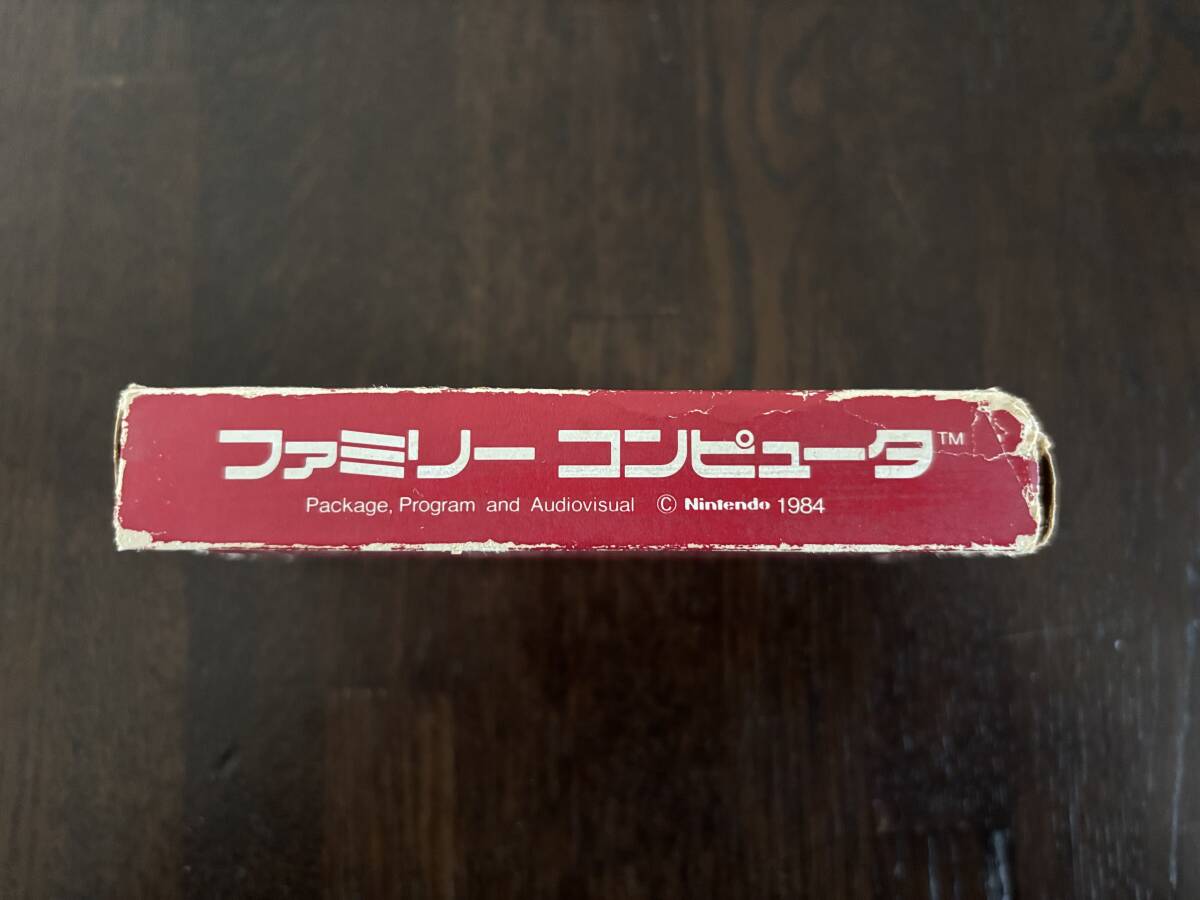 ファミリー コンピュータ™
Package, Program and Audiovisual © Nintendo 1984